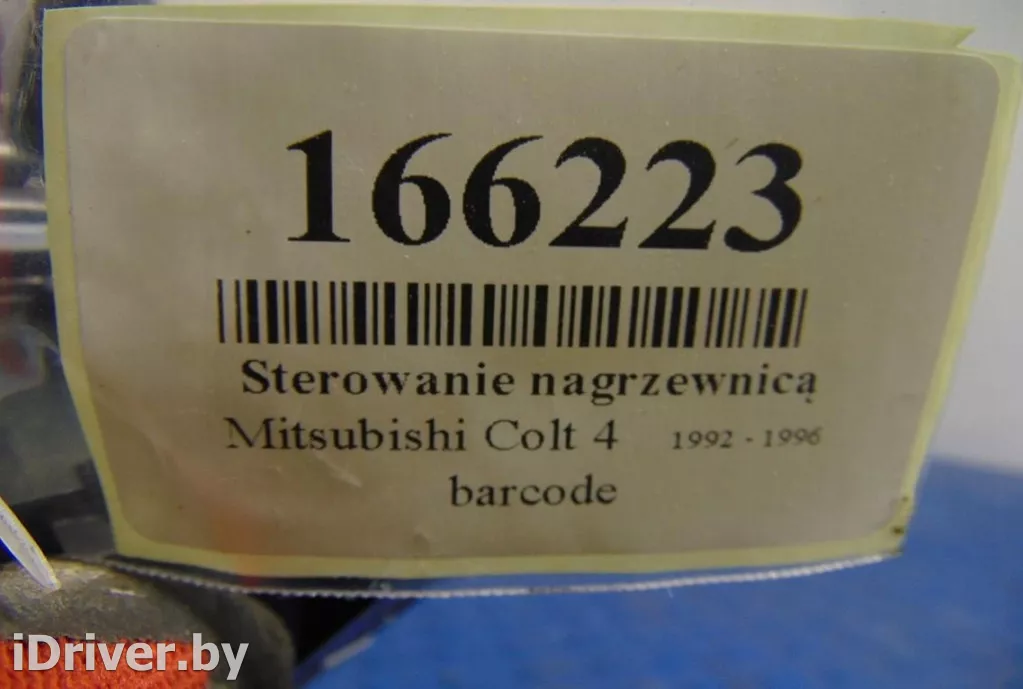 166223
Sterowanie nagrzewnicą
Mitsubishi Colt 4 1992 - 1996
barcode
iDriver.by